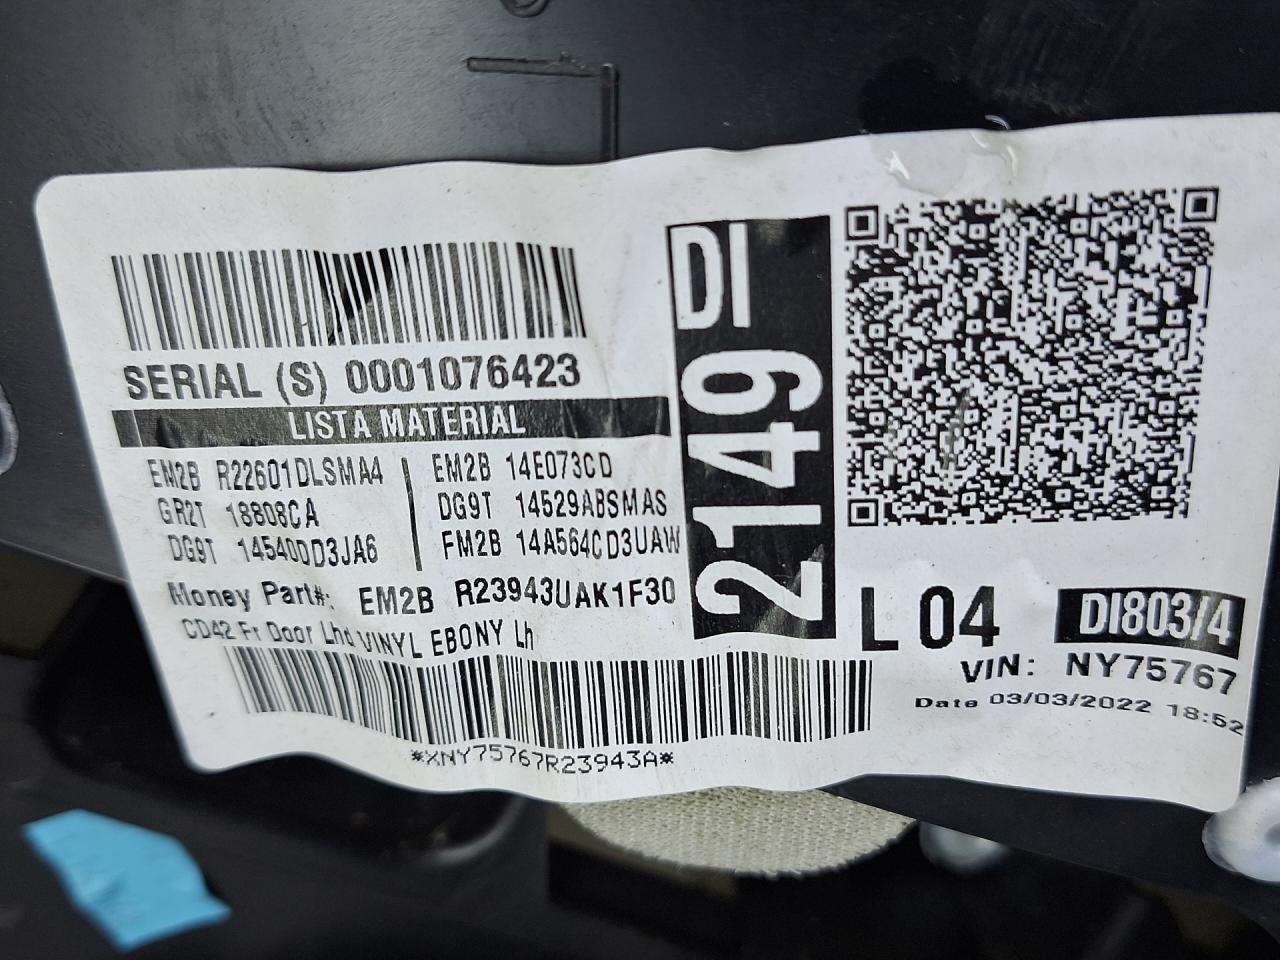 SERIAL (S) 0001076423
LISTA MATERIAL
EM2B R22601DLSMA4
GR2T 18808CA
DG9T 14540DD3JA6
EM2B 14E073CD
DG9T 14529ABSMAS
FM2B 14A564CD3UAW
Money Part#: EM2B R23943UAK1F30
CD42 Fr Door Lhd VINYL EBONY Lh
*XNY75767R23943A*
2149 DI
L 04
DI803/4
VIN: NY75767
Date 03/03/2022 18:52